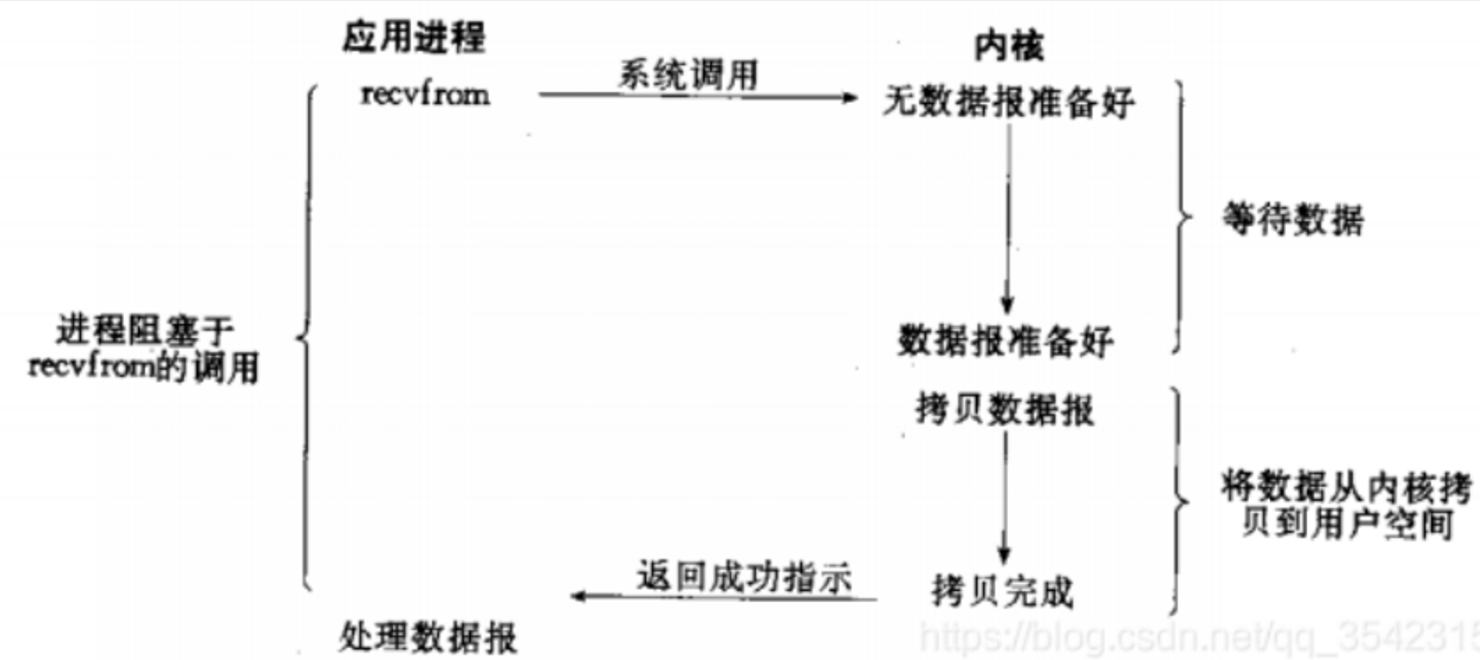 应用进程
内核
recvfrom
系统调用
无数据报准备好
等待数据
进程阻塞于
recvfrom的调用
数据报准备好
拷贝数据报
将数据从内核拷
贝到用户空间
返回成功指示
拷贝完成
处理数据报
https://blog.csdn.net/qq_3542315